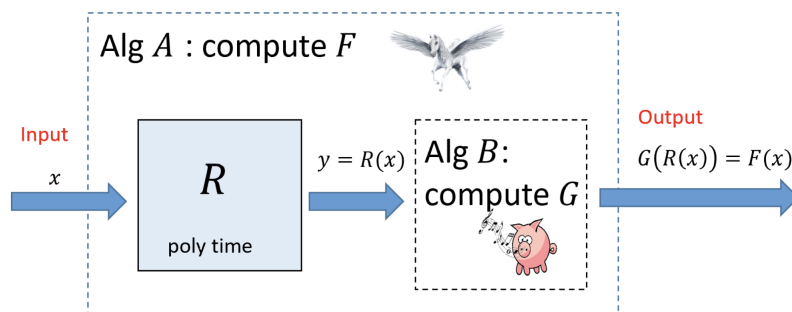 Alg A : compute F
Input
x
R
poly time
y = R(x)
Alg B:
compute G
Output
G(R(x)) = F(x)